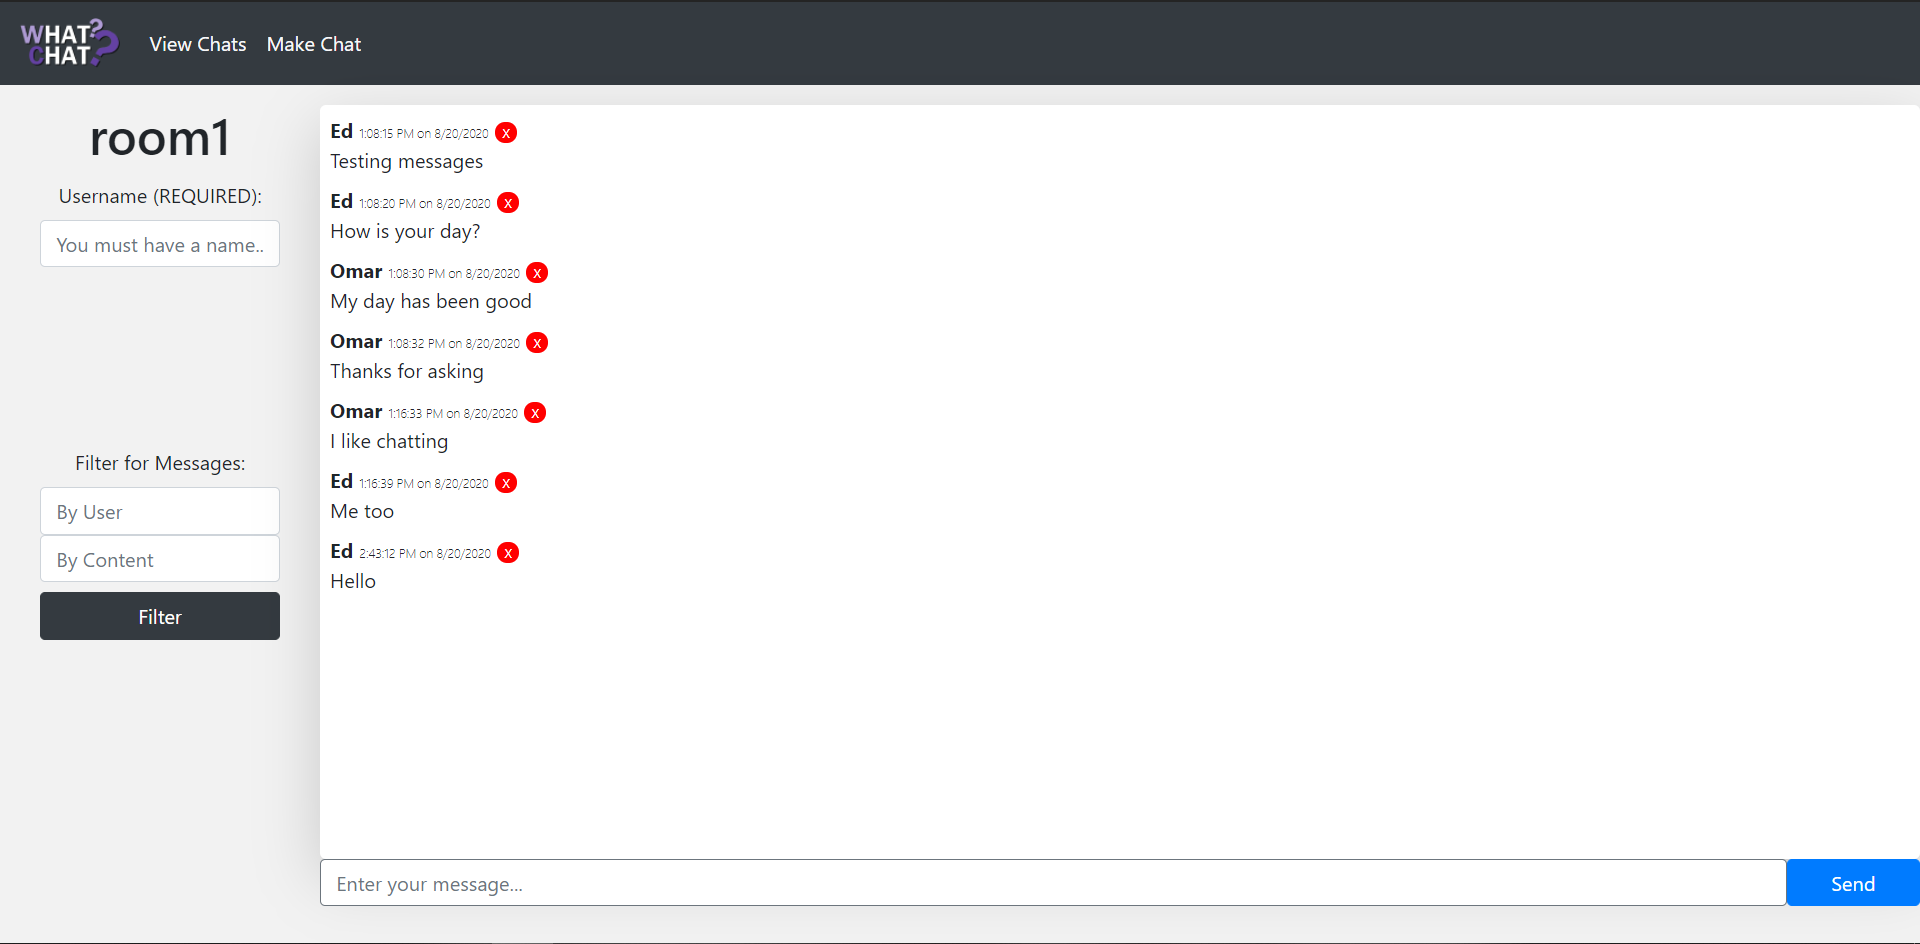 WHAT?
CHAT?
View Chats
Make Chat
room1
Username (REQUIRED):
You must have a name..
Filter for Messages:
By User
By Content
Filter
Ed 1:08:15 PM on 8/20/2020 X
Testing messages
Ed 1:08:20 PM on 8/20/2020 X
How is your day?
Omar 1:08:30 PM on 8/20/2020 X
My day has been good
Omar 1:08:32 PM on 8/20/2020 X
Thanks for asking
Omar 1:16:33 PM on 8/20/2020 X
I like chatting
Ed 1:16:39 PM on 8/20/2020 X
Me too
Ed 2:43:12 PM on 8/20/2020 X
Hello
Enter your message...
Send